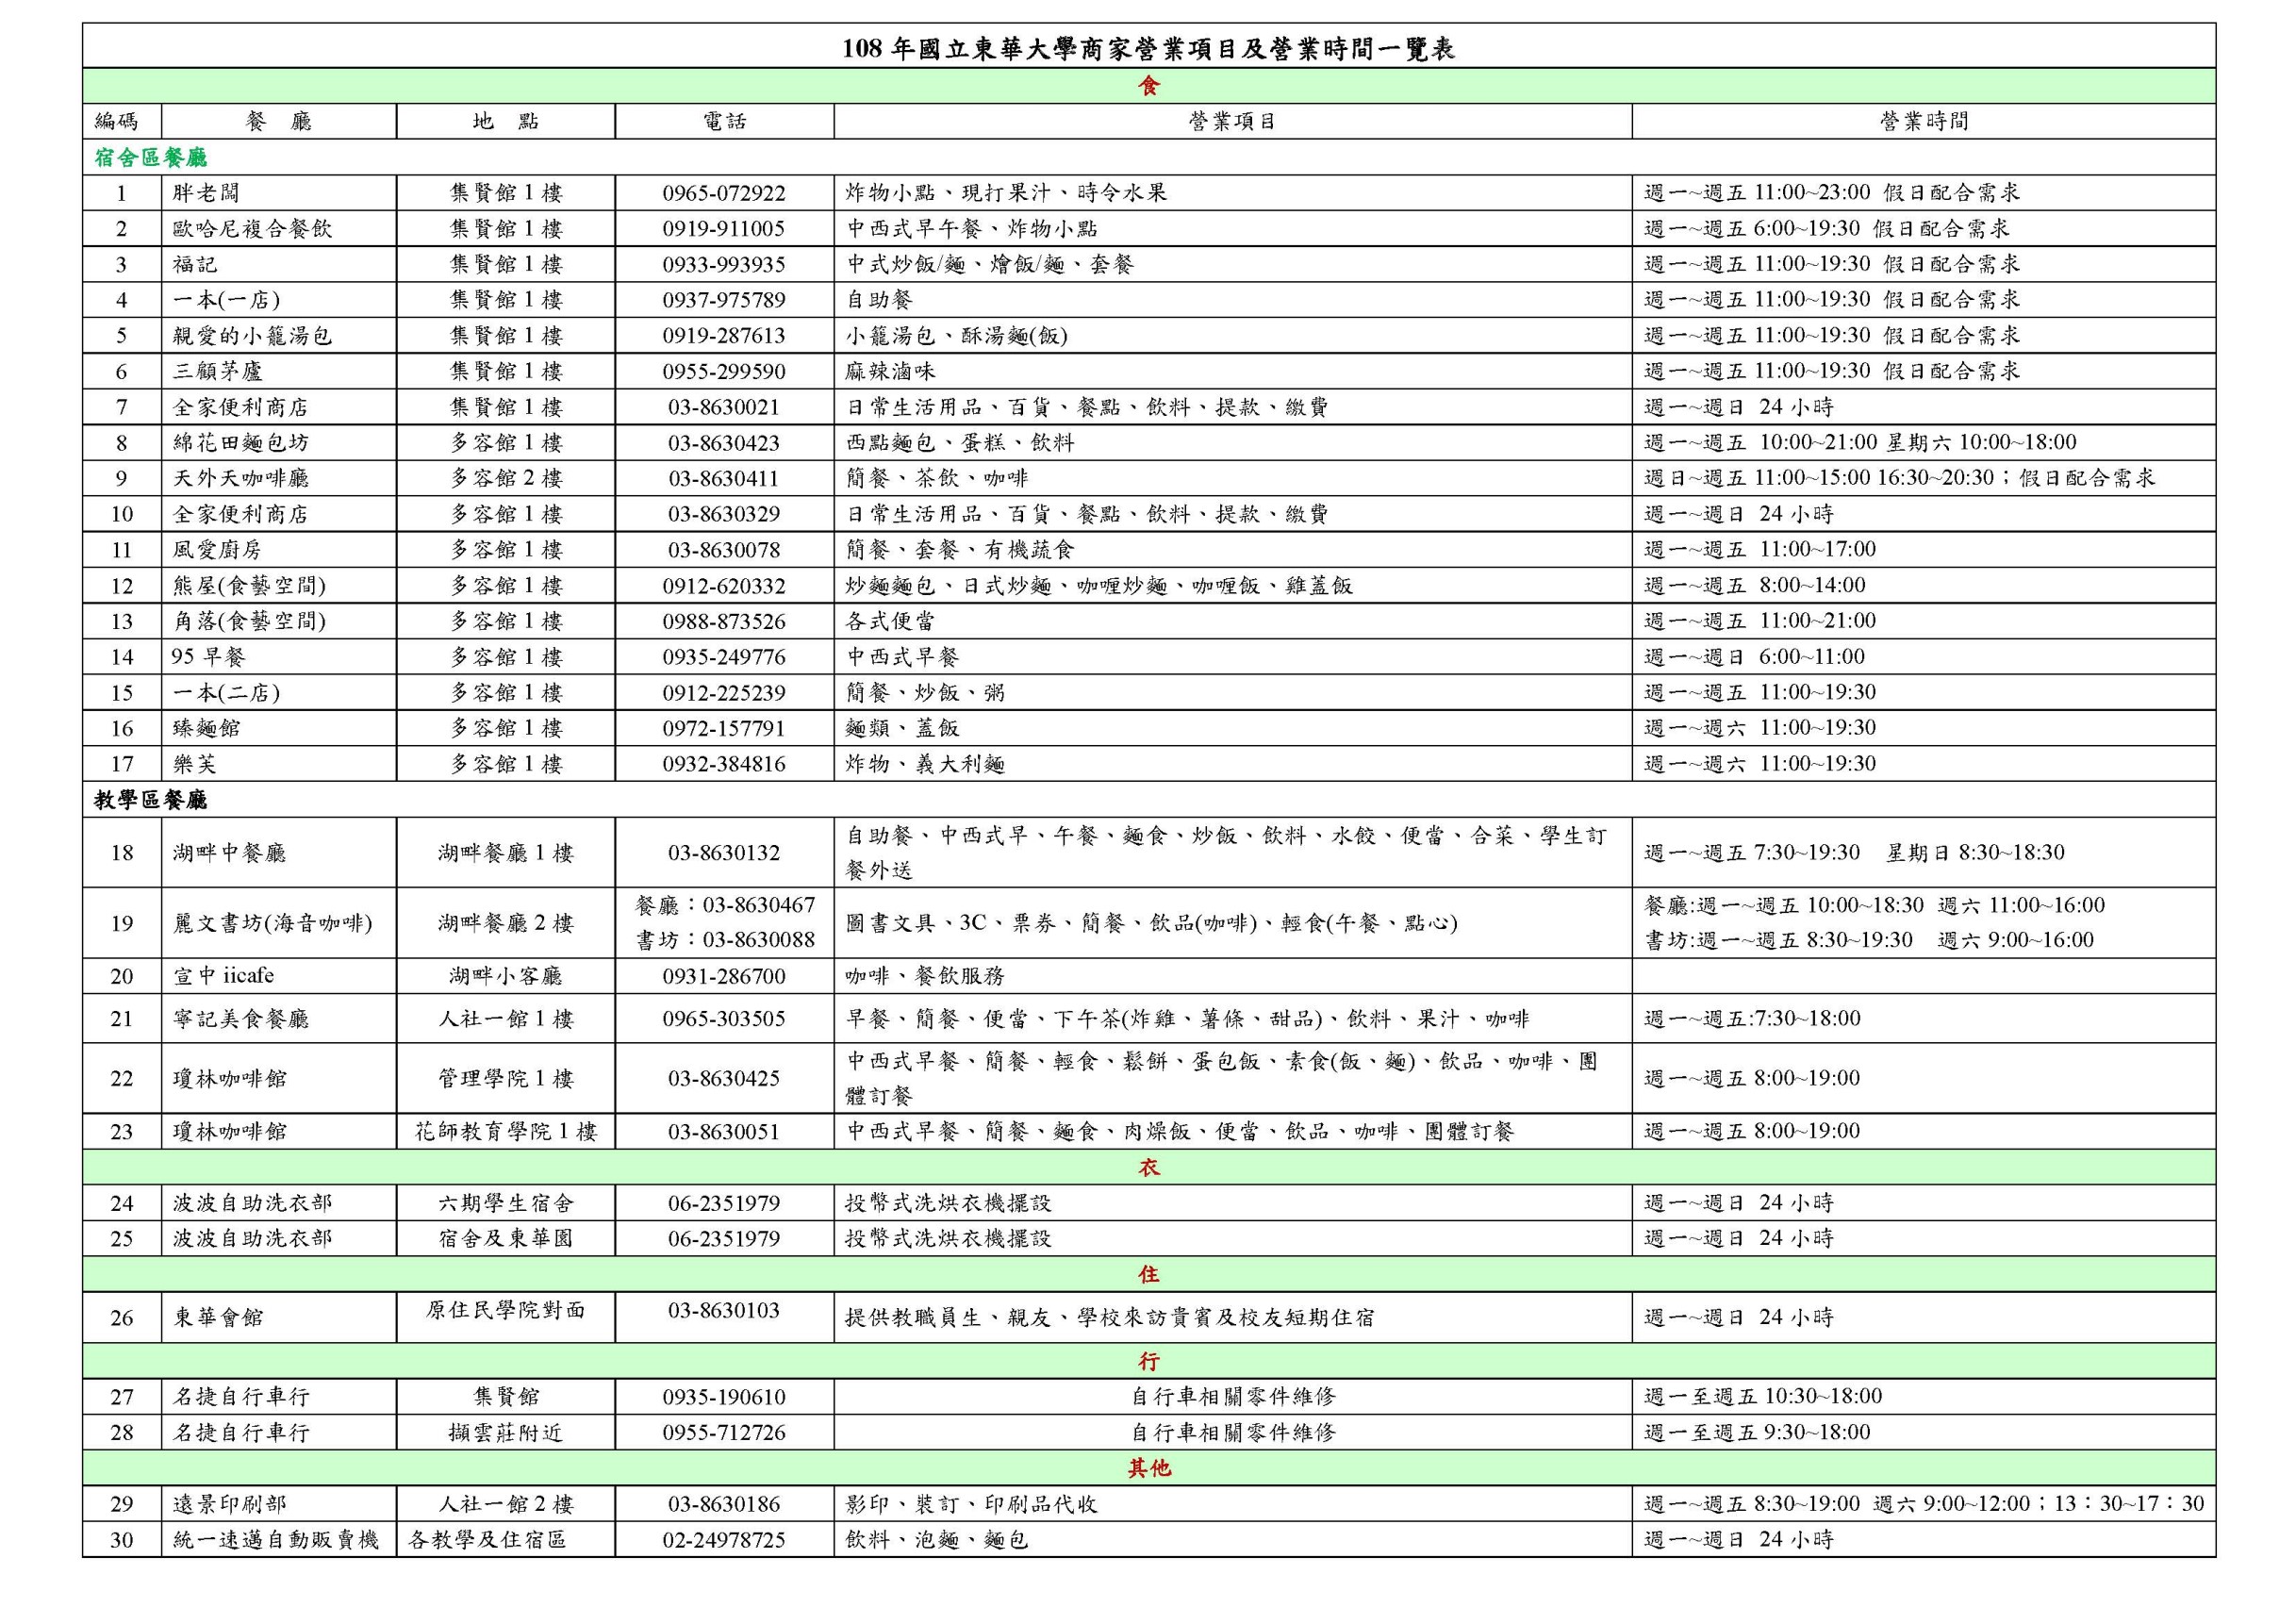 108 年國立東華大學商家營業項目及營業時間一覽表
食
編碼 餐 廳 地 點 電話 營業項目 營業時間
宿舍區餐廳
1 胖老闆 集賢館 1 樓 0965-072922 炸物小點、現打果汁、時令水果 週一~週五 11:00~23:00 假日配合需求
2 歐哈尼複合餐飲 集賢館 1 樓 0919-911005 中西式早午餐、炸物小點 週一~週五 6:00~19:30 假日配合需求
3 福記 集賢館 1 樓 0933-993935 中式炒飯/麵、燴飯/麵、套餐 週一~週五 11:00~19:30 假日配合需求
4 一本(一店) 集賢館 1 樓 0937-975789 自助餐 週一~週五 11:00~19:30 假日配合需求
5 親愛的小籠湯包 集賢館 1 樓 0919-287613 小籠湯包、酥湯麵(飯) 週一~週五 11:00~19:30 假日配合需求
6 三顧茅廬 集賢館 1 樓 0955-299590 麻辣滷味 週一~週五 11:00~19:30 假日配合需求
7 全家便利商店 集賢館 1 樓 03-8630021 日常生活用品、百貨、餐點、飲料、提款、繳費 週一~週日 24 小時
8 綿花田麵包坊 多容館 1 樓 03-8630423 西點麵包、蛋糕、飲料 週一~週五 10:00~21:00 星期六 10:00~18:00
9 天外天咖啡廳 多容館 2 樓 03-8630411 簡餐、茶飲、咖啡 週日~週五 11:00~15:00 16:30~20:30；假日配合需求
10 全家便利商店 多容館 1 樓 03-8630329 日常生活用品、百貨、餐點、飲料、提款、繳費 週一~週日 24 小時
11 風愛廚房 多容館 1 樓 03-8630078 簡餐、套餐、有機蔬食 週一~週五 11:00~17:00
12 熊屋(食藝空間) 多容館 1 樓 0912-620332 炒麵麵包、日式炒麵、咖喱炒麵、咖喱飯、雞蓋飯 週一~週五 8:00~14:00
13 角落(食藝空間) 多容館 1 樓 0988-873526 各式便當 週一~週五 11:00~21:00
14 95 早餐 多容館 1 樓 0935-249776 中西式早餐 週一~週日 6:00~11:00
15 一本(二店) 多容館 1 樓 0912-225239 簡餐、炒飯、粥 週一~週五 11:00~19:30
16 臻麵館 多容館 1 樓 0972-157791 麵類、蓋飯 週一~週六 11:00~19:30
17 樂芙 多容館 1 樓 0932-384816 炸物、義大利麵 週一~週六 11:00~19:30
教學區餐廳
18 湖畔中餐廳 湖畔餐廳 1 樓 03-8630132 自助餐、中西式早、午餐、麵食、炒飯、飲料、水餃、便當、合菜、學生訂
餐外送 週一~週五 7:30~19:30 星期日 8:30~18:30
19 麗文書坊(海音咖啡) 湖畔餐廳 2 樓 餐廳：03-8630467
書坊：03-8630088 圖書文具、3C、票券、簡餐、飲品(咖啡)、輕食(午餐、點心) 餐廳:週一~週五 10:00~18:30 週六 11:00~16:00
書坊:週一~週五 8:30~19:30 週六 9:00~16:00
20 宣中 iicafe 湖畔小客廳 0931-286700 咖啡、餐飲服務
21 寧記美食餐廳 人社一館 1 樓 0965-303505 早餐、簡餐、便當、下午茶(炸雞、薯條、甜品)、飲料、果汁、咖啡 週一~週五:7:30~18:00
22 瓊林咖啡館 管理學院 1 樓 03-8630425 中西式早餐、簡餐、輕食、鬆餅、蛋包飯、素食(飯、麵)、飲品、咖啡、團
體訂餐 週一~週五 8:00~19:00
23 瓊林咖啡館 花師教育學院 1 樓 03-8630051 中西式早餐、簡餐、麵食、肉燥飯、便當、飲品、咖啡、團體訂餐 週一~週五 8:00~19:00
衣
24 波波自助洗衣部 六期學生宿舍 06-2351979 投幣式洗烘衣機擺設 週一~週日 24 小時
25 波波自助洗衣部 宿舍及東華園 06-2351979 投幣式洗烘衣機擺設 週一~週日 24 小時
住
26 東華會館 原住民學院對面 03-8630103 提供教職員生、親友、學校來訪貴賓及校友短期住宿 週一~週日 24 小時
行
27 名捷自行車行 集賢館 0935-190610 自行車相關零件維修 週一至週五 10:30~18:00
28 名捷自行車行 擷雲莊附近 0955-712726 自行車相關零件維修 週一至週五 9:30~18:00
其他
29 遠景印刷部 人社一館 2 樓 03-8630186 影印、裝訂、印刷品代收 週一~週五 8:30~19:00 週六 9:00~12:00；13：30~17：30
30 統一速邁自動販賣機 各教學及住宿區 02-24978725 飲料、泡麵、麵包 週一~週日 24 小時